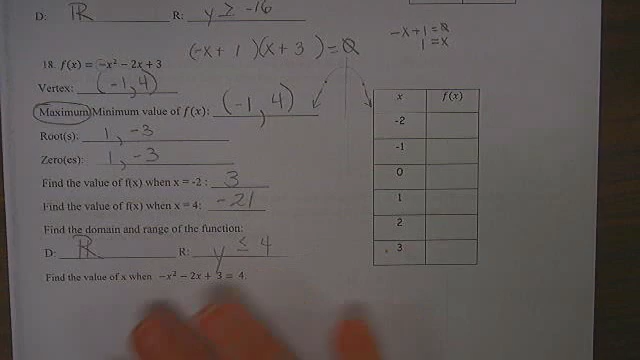 D: ℝ R: y ≥ -16
(-x + 1)(x + 3) = 0
-x + 1 = 0
1 = x
18. f(x) = -x² - 2x + 3
Vertex: (-1, 4)
Maximum/Minimum value of f(x): (-1, 4)
Root(s): 1, -3
Zero(es): 1, -3
Find the value of f(x) when x = -2 : 3
Find the value of f(x) when x = 4: -21
Find the domain and range of the function:
D: ℝ R: y ≤ 4
Find the value of x when -x² - 2x + 3 = 4.
x f(x)
-2
-1
0
1
2
3